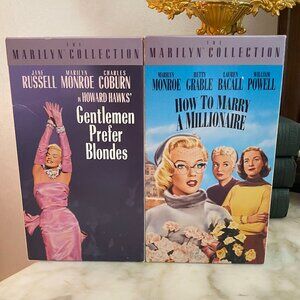 THE
MARILYN COLLECTION
JANE MARILYN CHARLES
RUSSELL MONROE COBURN
IN HOWARD HAWKS'
Gentlemen
Prefer
Blondes
THE
MARILYN COLLECTION
MARILYN BETTY LAUREN WILLIAM
MONROE GRABLE BACALL POWELL
HOW TO MARRY
A MILLIONAIRE